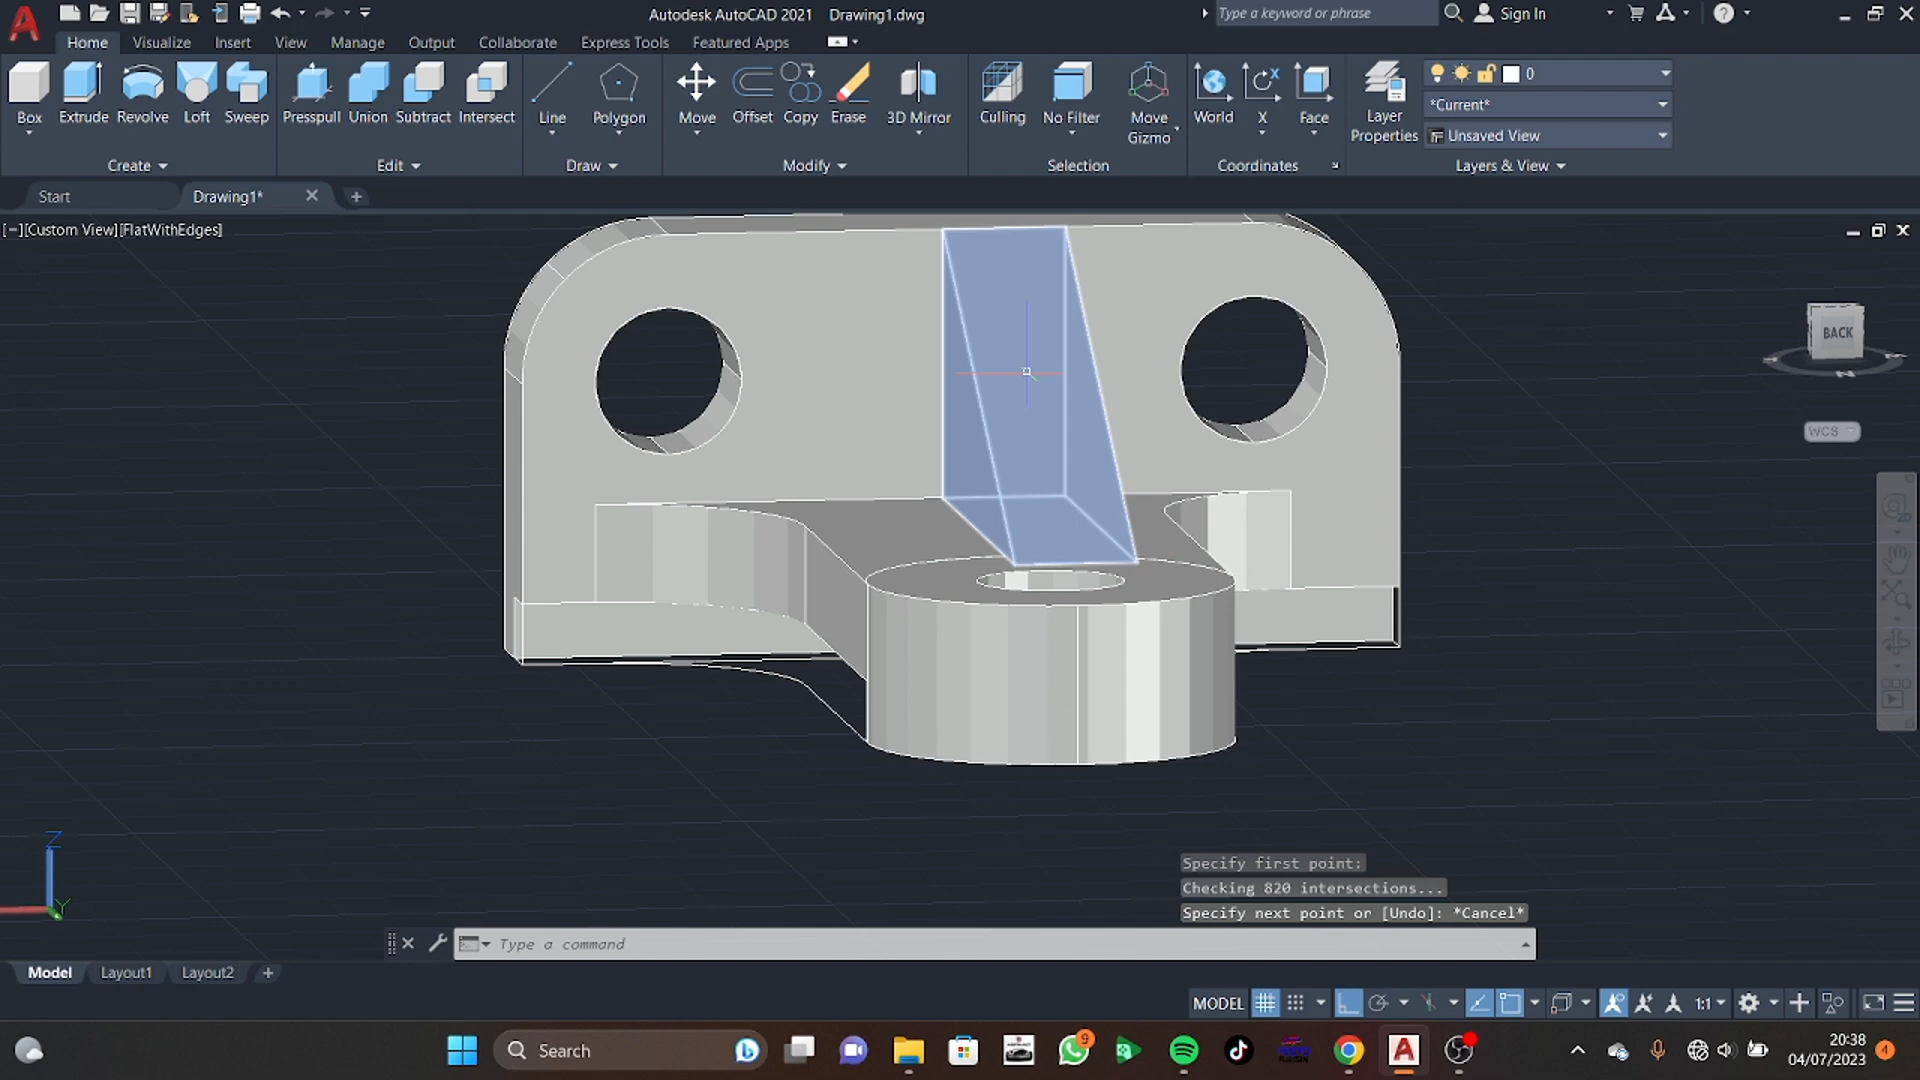 Autodesk AutoCAD 2021 Drawing1.dwg
Type a keyword or phrase
Sign In
Home Visualize Insert View Manage Output Collaborate Express Tools Featured Apps
Box Extrude Revolve Loft Sweep Presspull Union Subtract Intersect Line Polygon Move Offset Copy Erase 3D Mirror Culling No Filter Move Gizmo World X Face Layer Properties
0
*Current*
Unsaved View
Create Edit Draw Modify Selection Coordinates Layers & View
Start Drawing1*
[−][Custom View][FlatWithEdges]
BACK
N
WCS
2D
Z
Y
Specify first point:
Checking 820 intersections...
Specify next point or [Undo]: *Cancel*
Type a command
Model Layout1 Layout2
MODEL 1:1
Search
9
20:38
04/07/2023
4